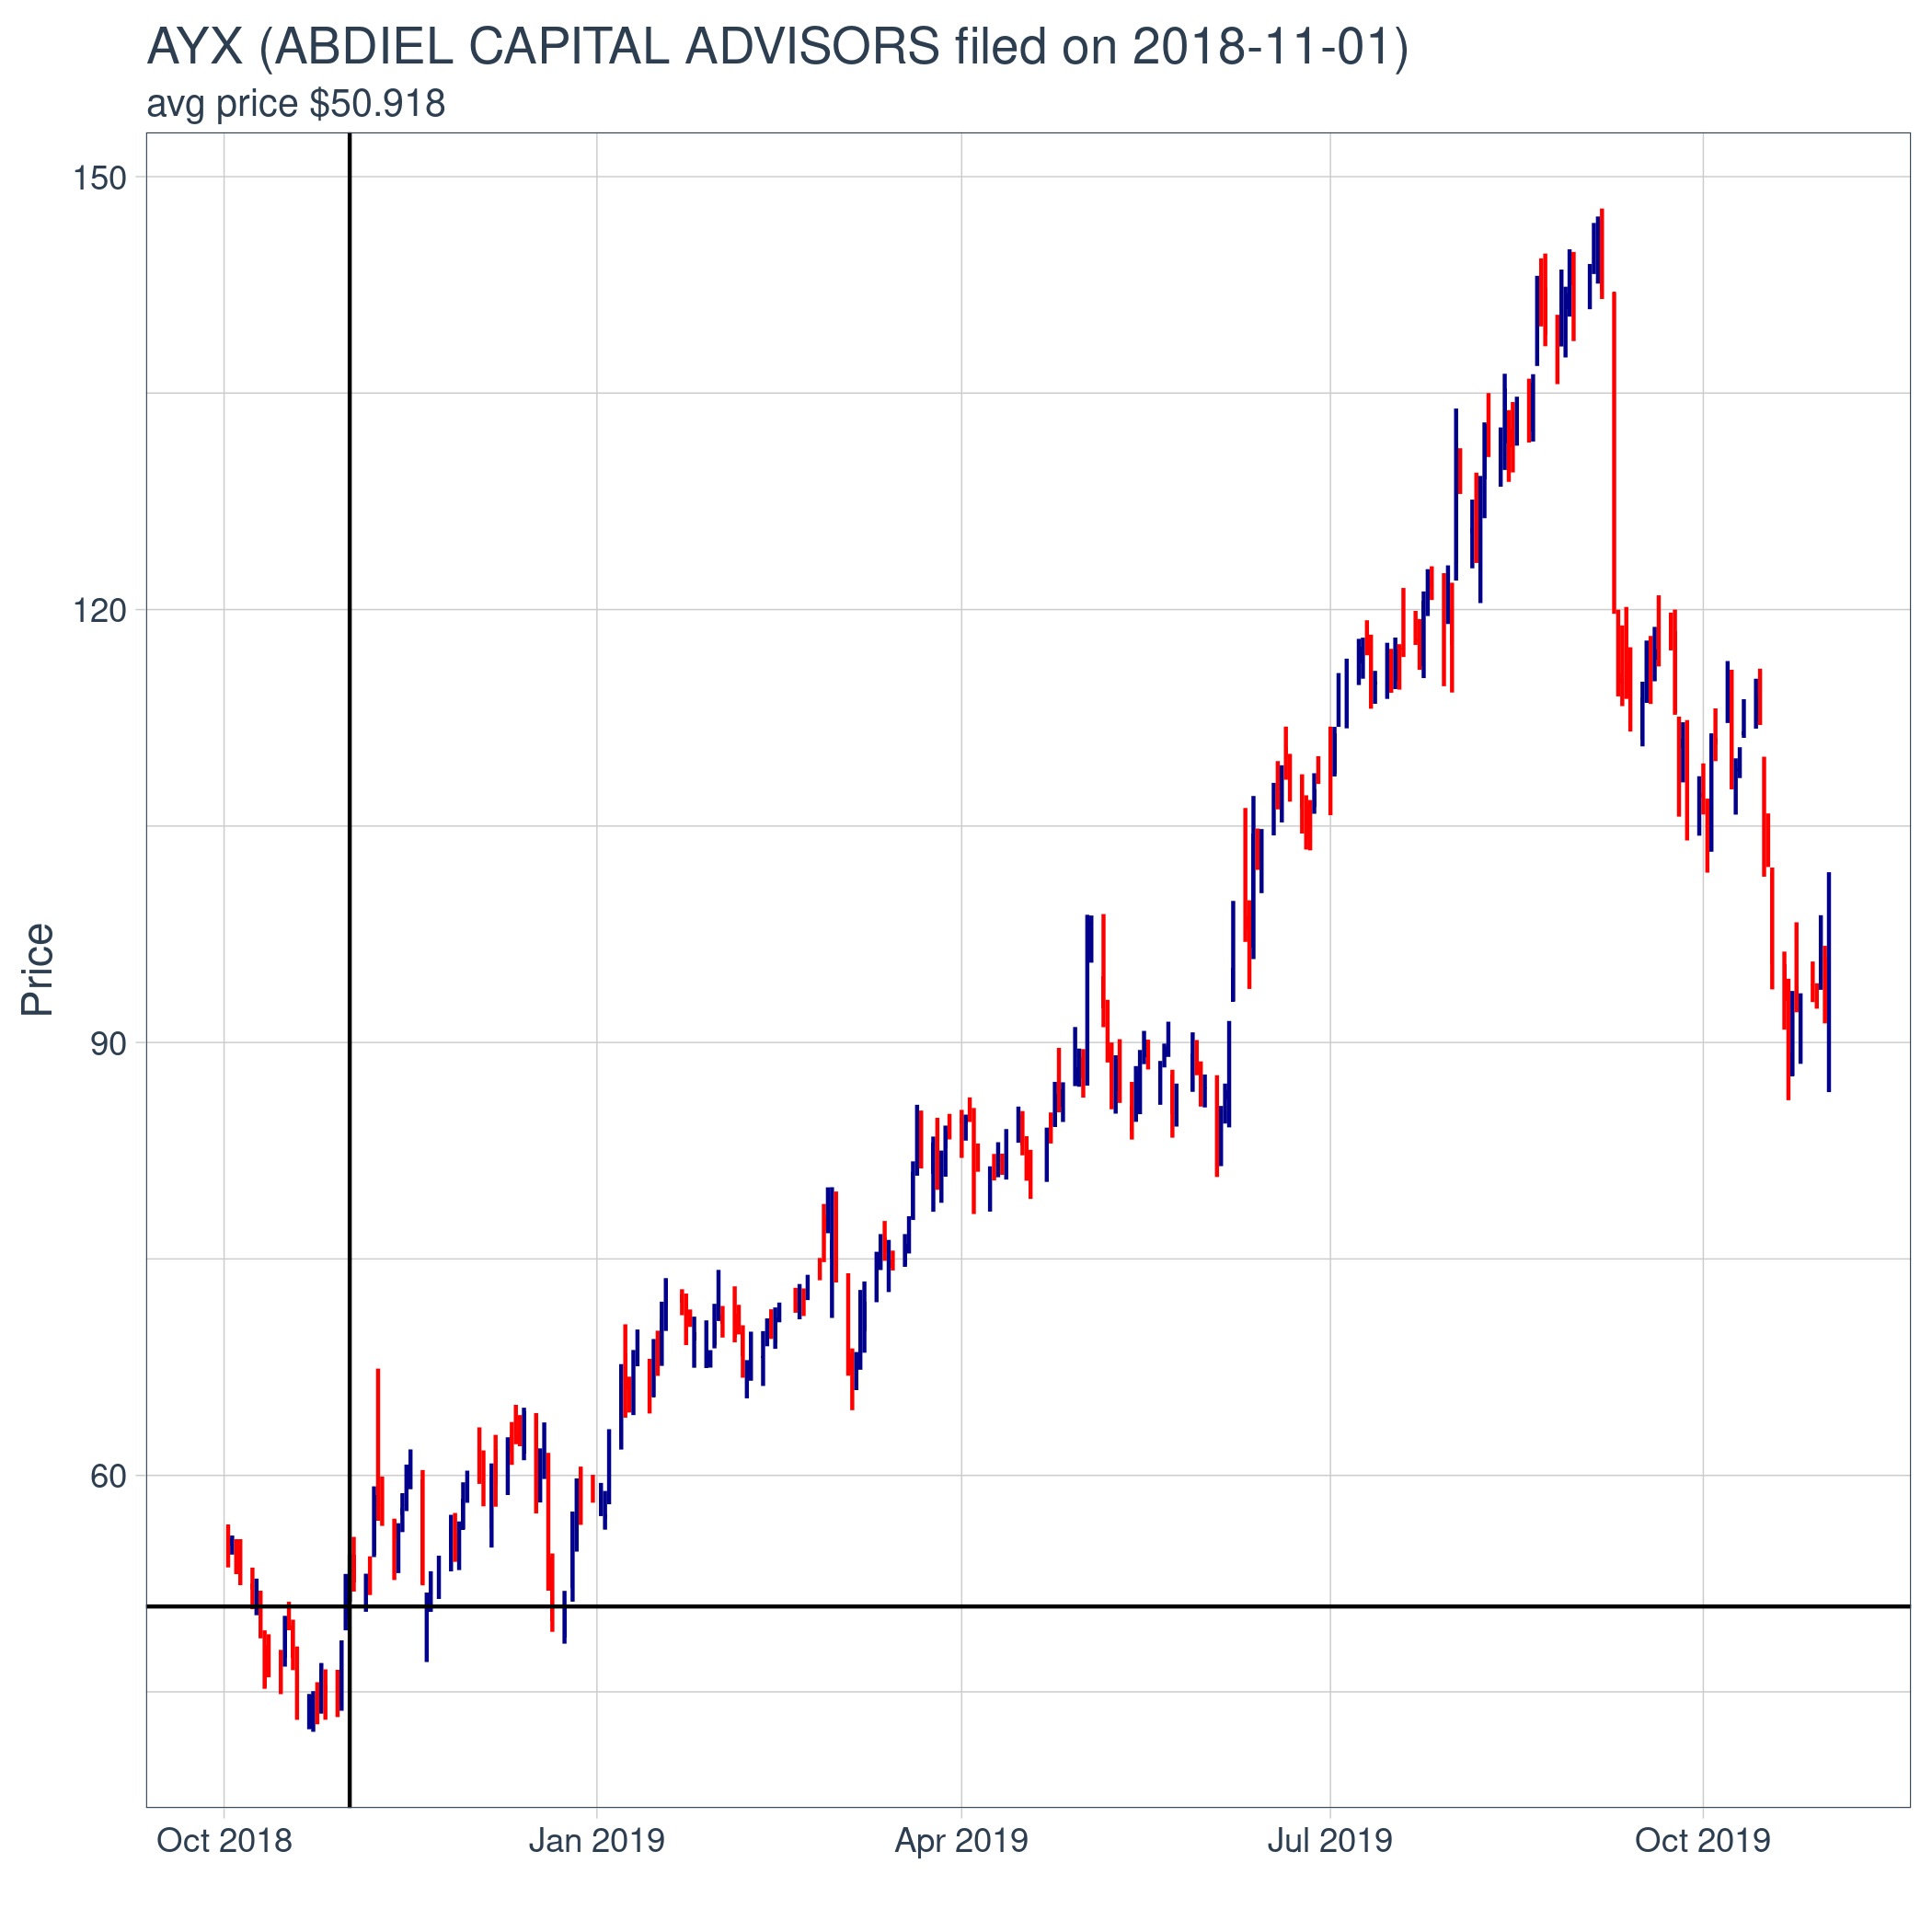 AYX (ABDIEL CAPITAL ADVISORS filed on 2018-11-01)
avg price $50.918
150
120
90
60
Price
Oct 2018
Jan 2019
Apr 2019
Jul 2019
Oct 2019